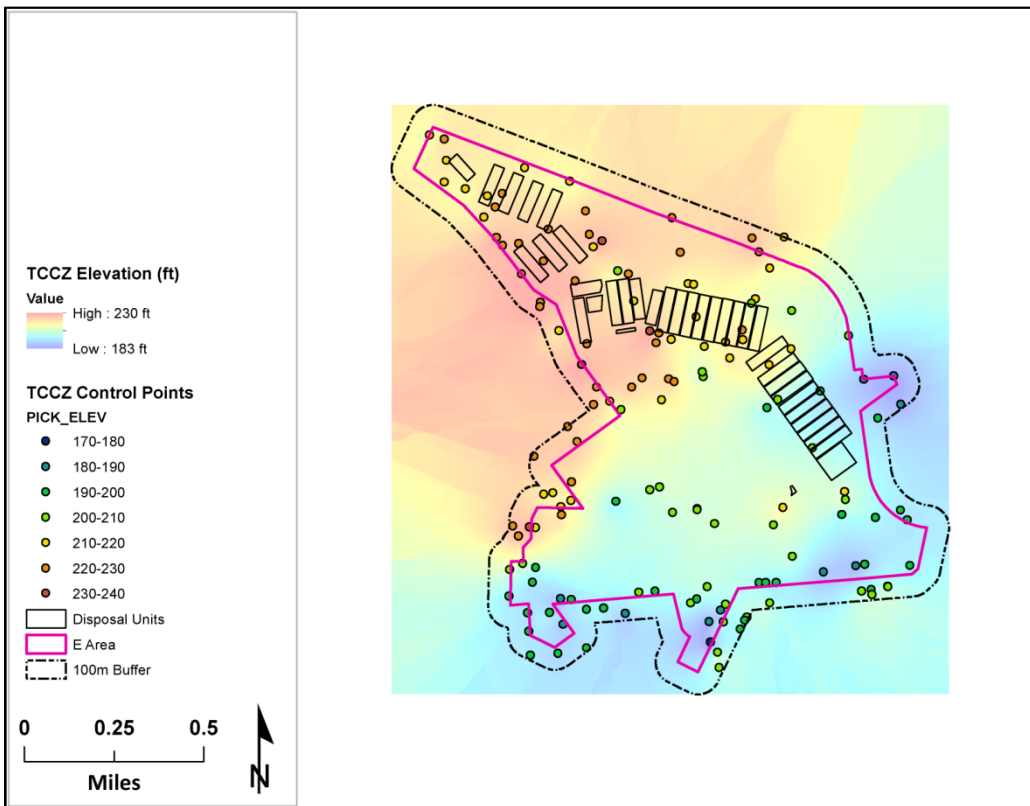 TCCZ Elevation (ft)
Value
High : 230 ft
Low : 183 ft
TCCZ Control Points
PICK_ELEV
170-180
180-190
190-200
200-210
210-220
220-230
230-240
Disposal Units
E Area
100m Buffer
0 0.25 0.5
Miles
N